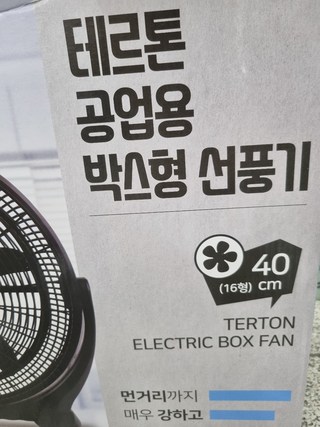 테르톤
공업용
박스형 선풍기
40
(16형) cm
TERTON
ELECTRIC BOX FAN
먼거리까지
매우 강하고